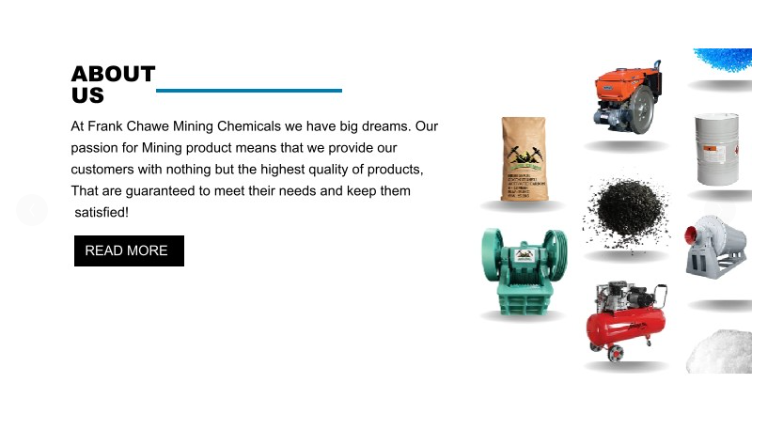 ABOUT
US
At Frank Chawe Mining Chemicals we have big dreams. Our
passion for Mining product means that we provide our
customers with nothing but the highest quality of products,
That are guaranteed to meet their needs and keep them
satisfied!
READ MORE